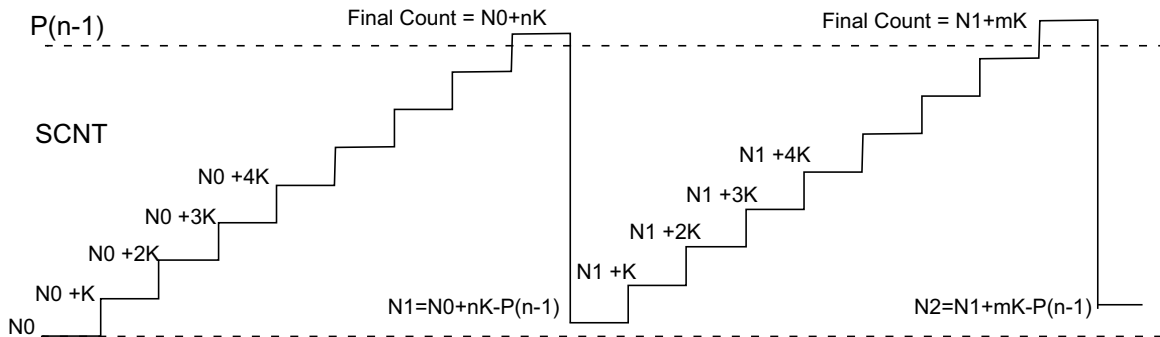 P(n-1)
Final Count = N0+nK
Final Count = N1+mK
SCNT
N0 +4K
N1 +4K
N0 +3K
N1 +3K
N0 +2K
N1 +2K
N0 +K
N1 +K
N0
N1=N0+nK-P(n-1)
N2=N1+mK-P(n-1)